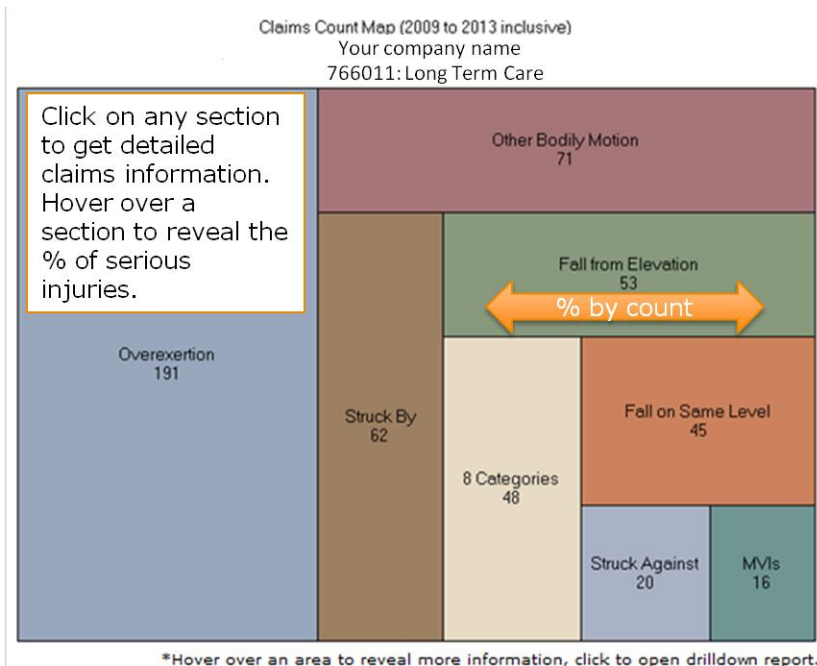 Claims Count Map (2009 to 2013 inclusive)
Your company name
766011: Long Term Care
Click on any section
to get detailed
claims information.
Hover over a
section to reveal the
% of serious
injuries.
Overexertion
191
Other Bodily Motion
71
Struck By
62
Fall from Elevation
53
% by count
8 Categories
48
Fall on Same Level
45
Struck Against
20
MVIs
16
*Hover over an area to reveal more information, click to open drilldown report.